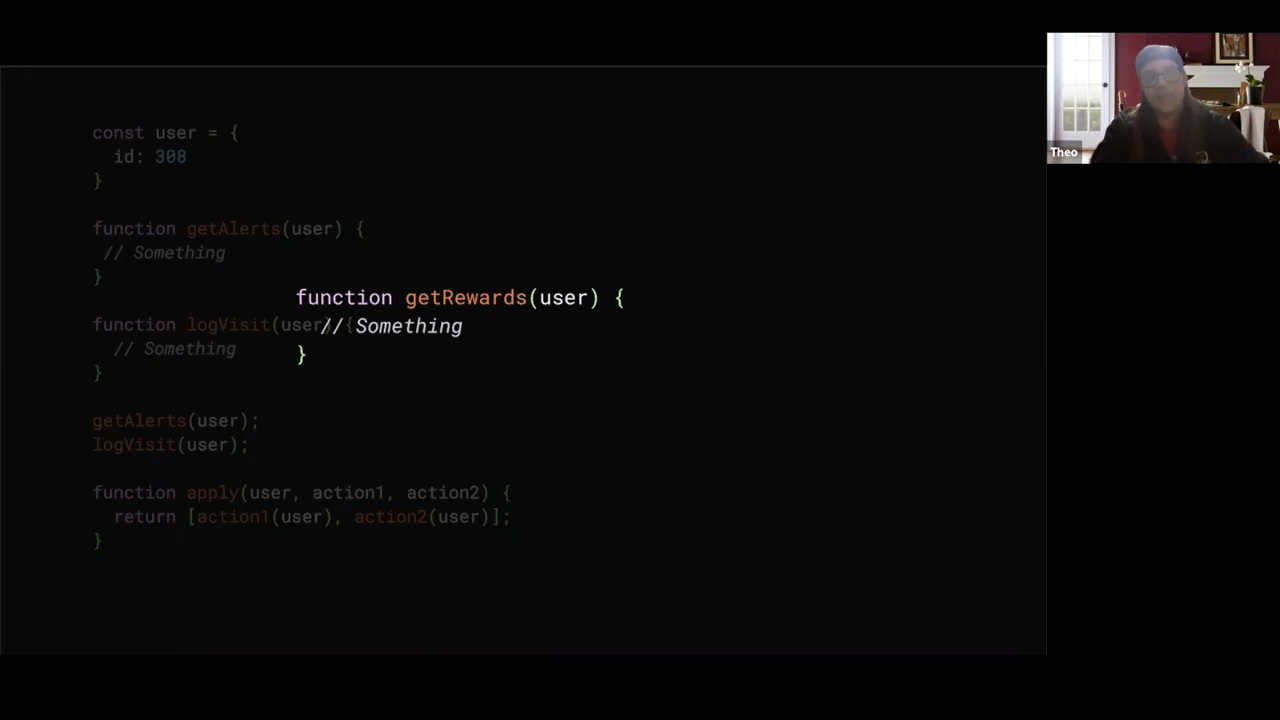 const user = {
  id: 308
}
function getAlerts(user) {
 // Something
}
function logVisit(user) {
  // Something
}
getAlerts(user);
logVisit(user);
function apply(user, action1, action2) {
  return [action1(user), action2(user)];
}
function getRewards(user) {
  // Something
}
Theo